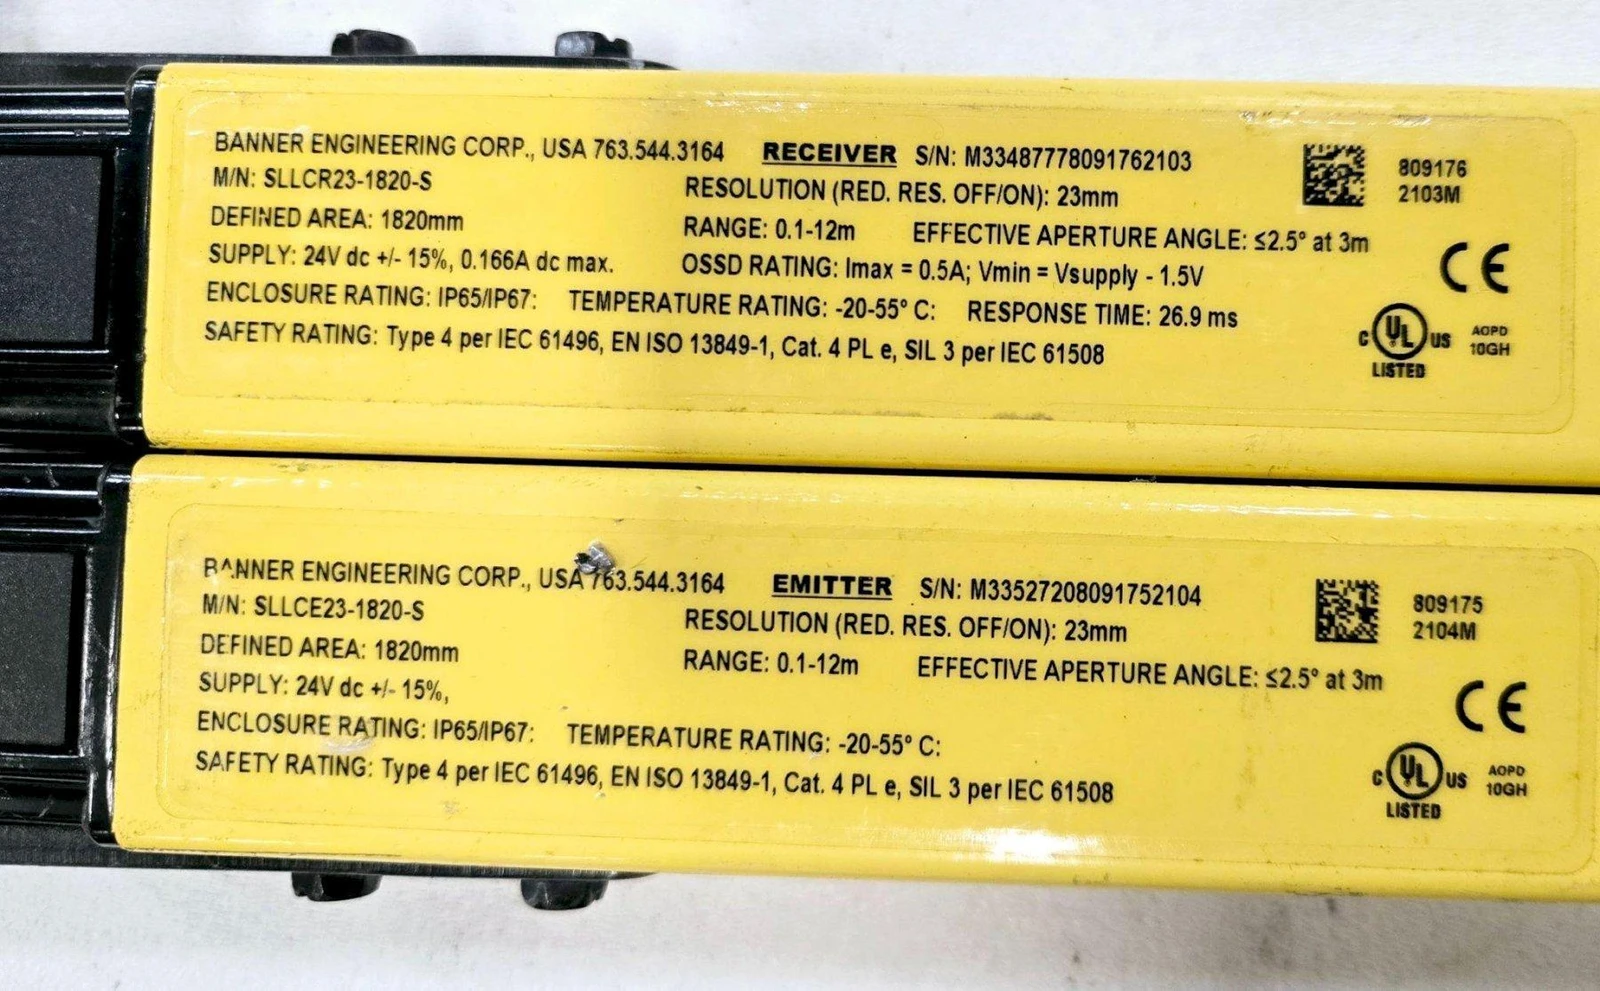 BANNER ENGINEERING CORP., USA 763.544.3164 RECEIVER S/N: M33487778091762103
M/N: SLLCR23-1820-S RESOLUTION (RED. RES. OFF/ON): 23mm
DEFINED AREA: 1820mm RANGE: 0.1-12m EFFECTIVE APERTURE ANGLE: ≤2.5° at 3m
SUPPLY: 24V dc +/- 15%, 0.166A dc max. OSSD RATING: Imax = 0.5A; Vmin = Vsupply - 1.5V
ENCLOSURE RATING: IP65/IP67: TEMPERATURE RATING: -20-55° C: RESPONSE TIME: 26.9 ms
SAFETY RATING: Type 4 per IEC 61496, EN ISO 13849-1, Cat. 4 PL e, SIL 3 per IEC 61508
809176
2103M
CE
C UL US
LISTED
AOPD
10GH
BANNER ENGINEERING CORP., USA 763.544.3164 EMITTER S/N: M33527208091752104
M/N: SLLCE23-1820-S RESOLUTION (RED. RES. OFF/ON): 23mm
DEFINED AREA: 1820mm RANGE: 0.1-12m EFFECTIVE APERTURE ANGLE: ≤2.5° at 3m
SUPPLY: 24V dc +/- 15%,
ENCLOSURE RATING: IP65/IP67: TEMPERATURE RATING: -20-55° C:
SAFETY RATING: Type 4 per IEC 61496, EN ISO 13849-1, Cat. 4 PL e, SIL 3 per IEC 61508
809175
2104M
CE
C UL US
LISTED
AOPD
10GH